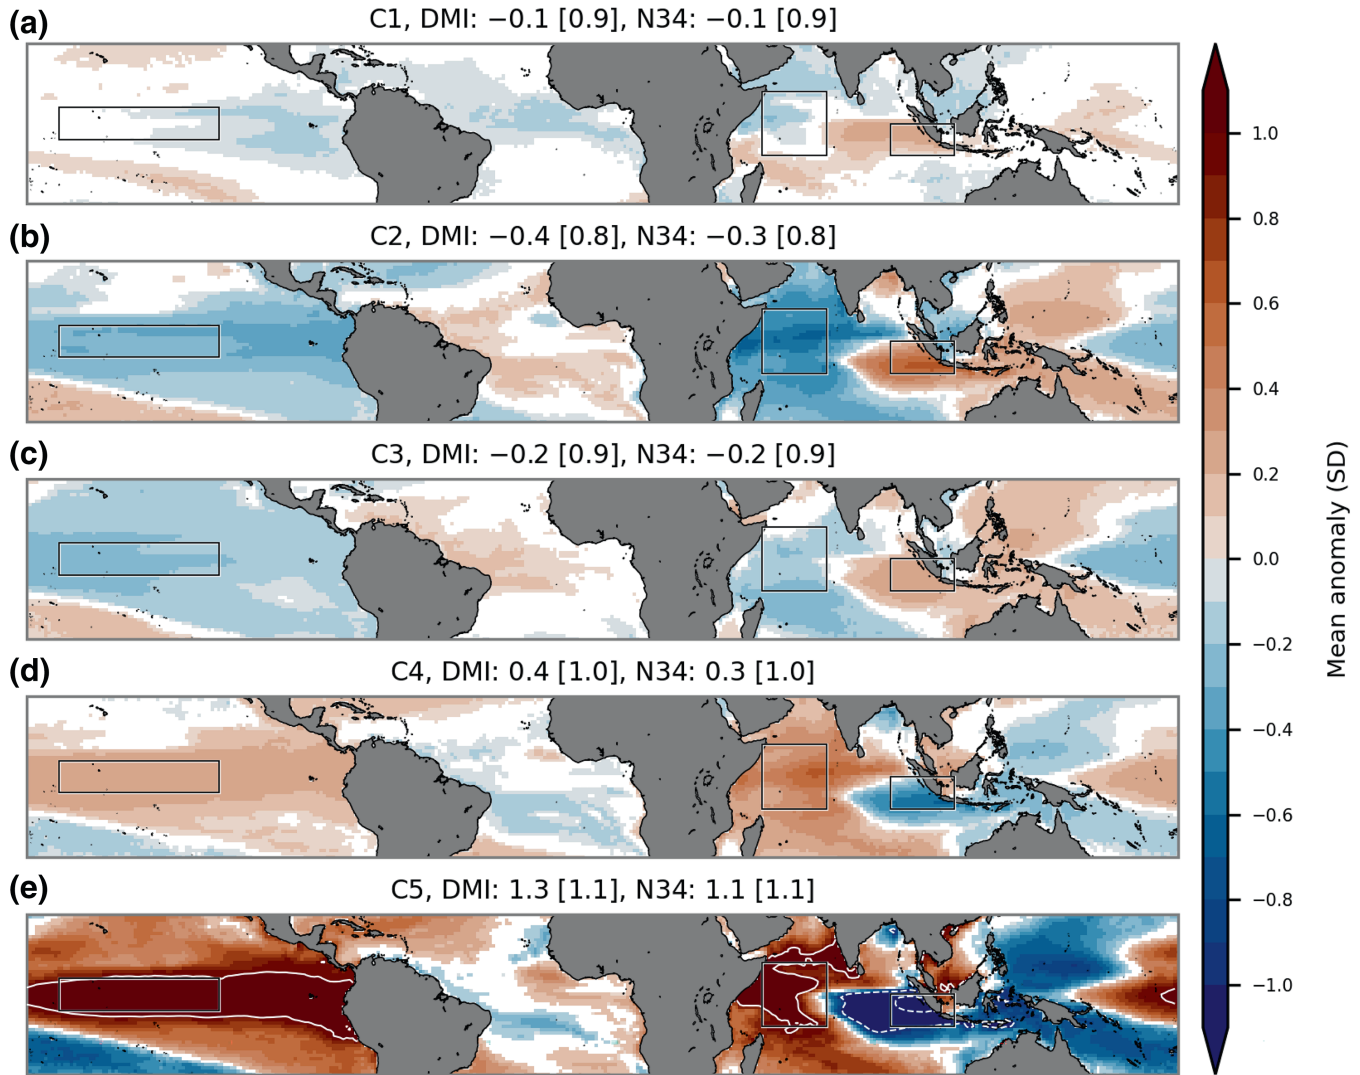 (a)
C1, DMI: −0.1 [0.9], N34: −0.1 [0.9]
(b)
C2, DMI: −0.4 [0.8], N34: −0.3 [0.8]
(c)
C3, DMI: −0.2 [0.9], N34: −0.2 [0.9]
(d)
C4, DMI: 0.4 [1.0], N34: 0.3 [1.0]
(e)
C5, DMI: 1.3 [1.1], N34: 1.1 [1.1]
1.0
0.8
0.6
0.4
0.2
0.0
−0.2
−0.4
−0.6
−0.8
−1.0
Mean anomaly (SD)